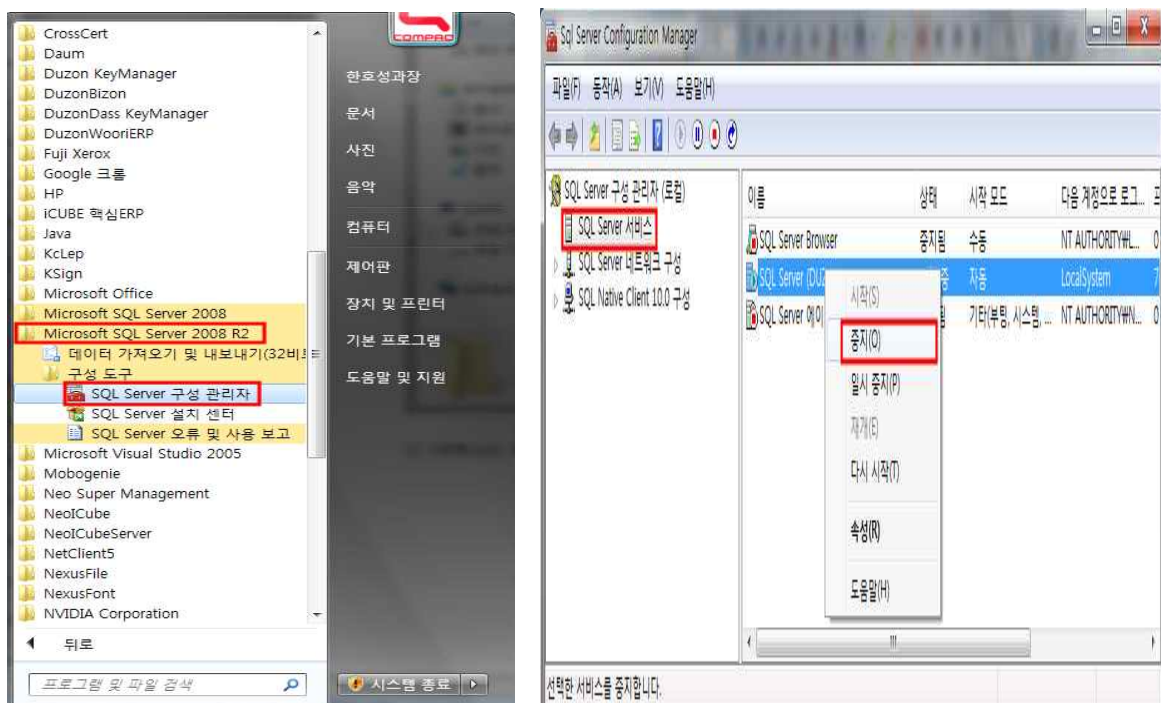 CrossCert
Daum
Duzon KeyManager
DuzonBizon
DuzonDass KeyManager
DuzonWooriERP
Fuji Xerox
Google 크롬
HP
iCUBE 핵심ERP
Java
KcLep
KSign
Microsoft Office
Microsoft SQL Server 2008
Microsoft SQL Server 2008 R2
데이터 가져오기 및 내보내기(32비트
구성 도구
SQL Server 구성 관리자
SQL Server 설치 센터
SQL Server 오류 및 사용 보고
Microsoft Visual Studio 2005
Mobogenie
Neo Super Management
NeoICube
NeoICubeServer
NetClient5
NexusFile
NexusFont
NVIDIA Corporation
뒤로
프로그램 및 파일 검색
COMPAQ
한호성과장
문서
사진
음악
컴퓨터
제어판
장치 및 프린터
기본 프로그램
도움말 및 지원
시스템 종료
Sql Server Configuration Manager
파일(F) 동작(A) 보기(V) 도움말(H)
SQL Server 구성 관리자 (로컬)
SQL Server 서비스
SQL Server 네트워크 구성
SQL Native Client 10.0 구성
이름 상태 시작 모드 다음 계정으로 로그...
SQL Server Browser 중지됨 수동 NT AUTHORITY₩L... 0
SQL Server (DUZ 중 자동 LocalSystem 7
SQL Server 에이 됨 기타(부팅, 시스템, ... NT AUTHORITY₩N... 0
시작(S)
중지(O)
일시 중지(P)
재개(E)
다시 시작(T)
속성(R)
도움말(H)
선택한 서비스를 중지합니다.